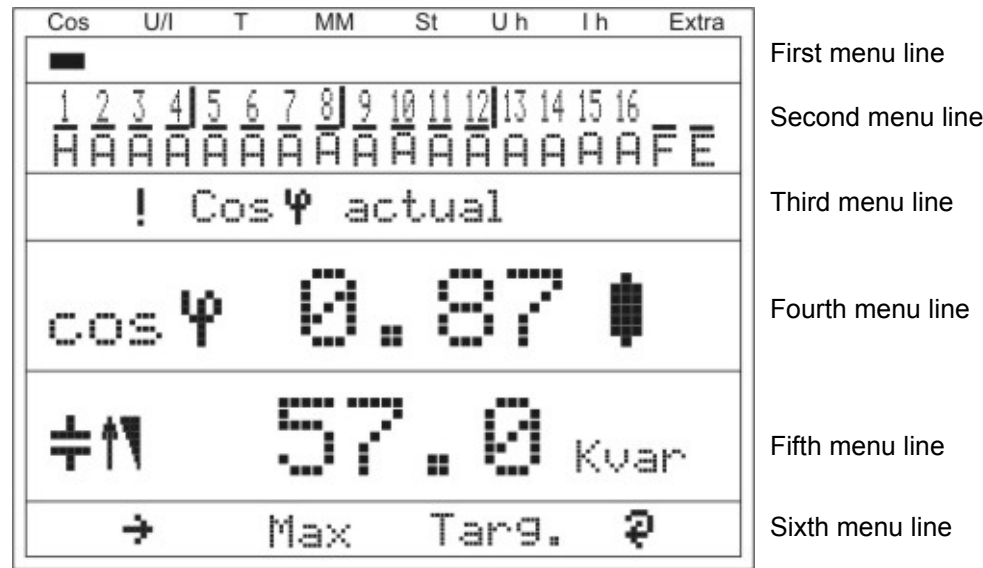 Cos U/I T MM St U h I h Extra
First menu line
1 2 3 4 5 6 7 8 9 10 11 12 13 14 15 16
H A A A A A A A A A A A A A A A F E
Second menu line
! Cos φ actual
Third menu line
cos φ 0.87
Fourth menu line
57.0 Kvar
Fifth menu line
→ Max Targ.
Sixth menu line